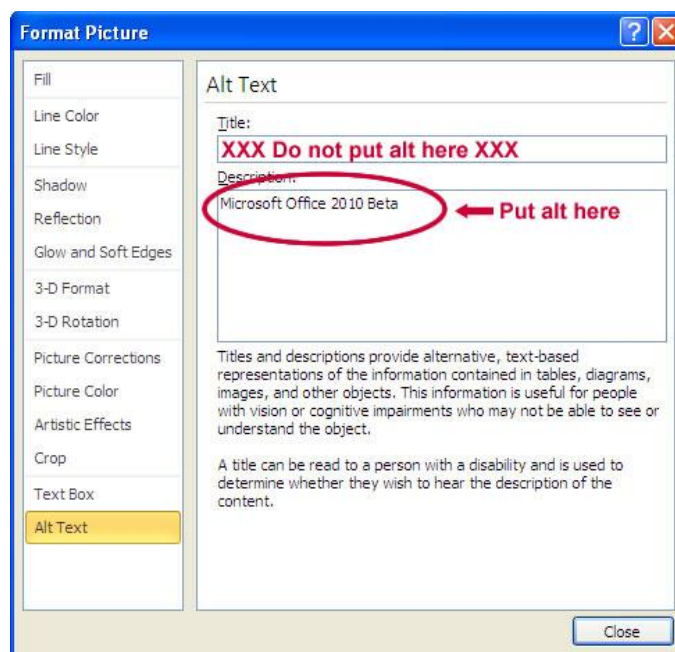 Format Picture
Fill
Line Color
Line Style
Shadow
Reflection
Glow and Soft Edges
3-D Format
3-D Rotation
Picture Corrections
Picture Color
Artistic Effects
Crop
Text Box
Alt Text
Alt Text
Title:
XXX Do not put alt here XXX
Description:
Microsoft Office 2010 Beta
Put alt here
Titles and descriptions provide alternative, text-based
representations of the information contained in tables, diagrams,
images, and other objects. This information is useful for people
with vision or cognitive impairments who may not be able to see or
understand the object.
A title can be read to a person with a disability and is used to
determine whether they wish to hear the description of the
content.
Close